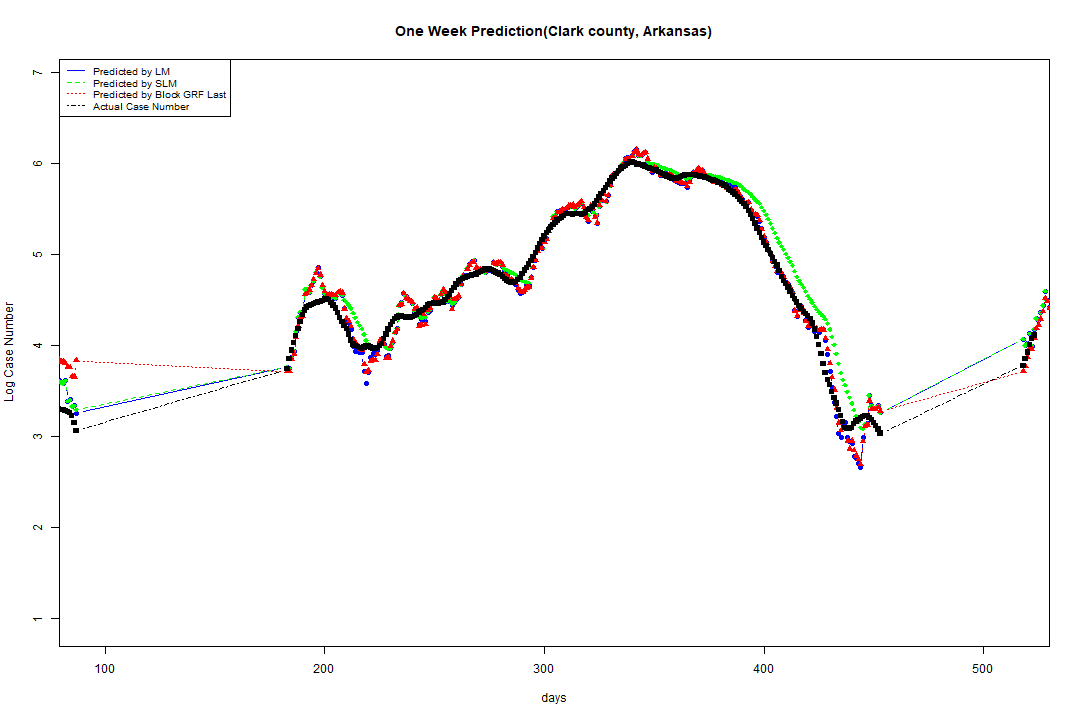 One Week Prediction(Clark county, Arkansas)
Predicted by LM
Predicted by SLM
Predicted by Block GRF Last
Actual Case Number
7
6
5
4
3
2
1
Log Case Number
100 200 300 400 500
days